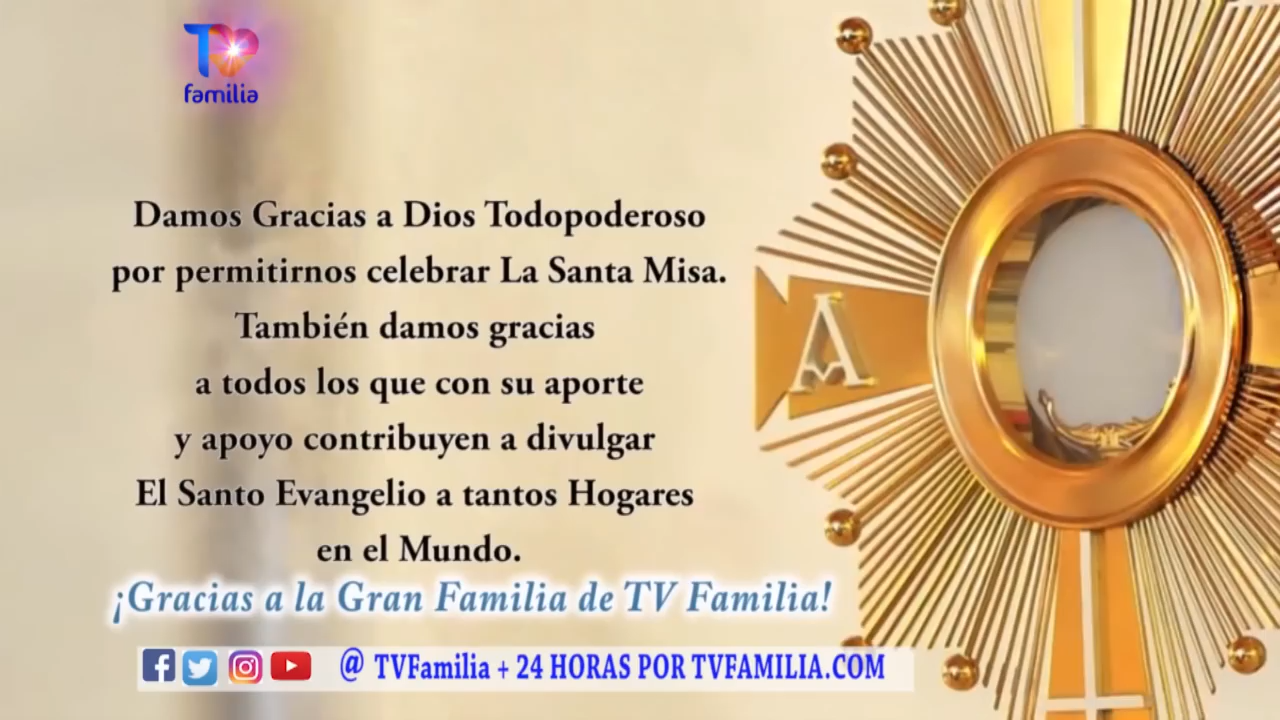 TV
familia
Damos Gracias a Dios Todopoderoso
por permitirnos celebrar La Santa Misa.
También damos gracias
a todos los que con su aporte
y apoyo contribuyen a divulgar
El Santo Evangelio a tantos Hogares
en el Mundo.
¡Gracias a la Gran Familia de TV Familia!
@ TVFamilia + 24 HORAS POR TVFAMILIA.COM
A